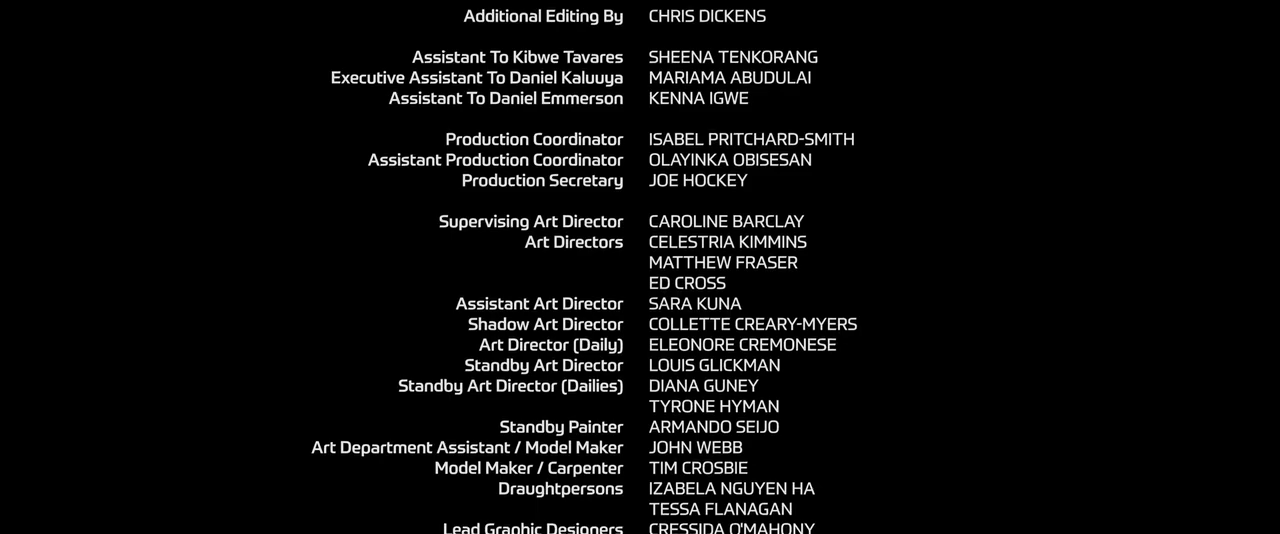 Additional Editing By CHRIS DICKENS
Assistant To Kibwe Tavares SHEENA TENKORANG
Executive Assistant To Daniel Kaluuya MARIAMA ABUDULAI
Assistant To Daniel Emmerson KENNA IGWE
Production Coordinator ISABEL PRITCHARD-SMITH
Assistant Production Coordinator OLAYINKA OBISESAN
Production Secretary JOE HOCKEY
Supervising Art Director CAROLINE BARCLAY
Art Directors CELESTRIA KIMMINS
MATTHEW FRASER
ED CROSS
Assistant Art Director SARA KUNA
Shadow Art Director COLLETTE CREARY-MYERS
Art Director (Daily) ELEONORE CREMONESE
Standby Art Director LOUIS GLICKMAN
Standby Art Director (Dailies) DIANA GUNEY
TYRONE HYMAN
Standby Painter ARMANDO SEIJO
Art Department Assistant / Model Maker JOHN WEBB
Model Maker / Carpenter TIM CROSBIE
Draughtpersons IZABELA NGUYEN HA
TESSA FLANAGAN
Lead Graphic Designers CRESSIDA O'MAHONY